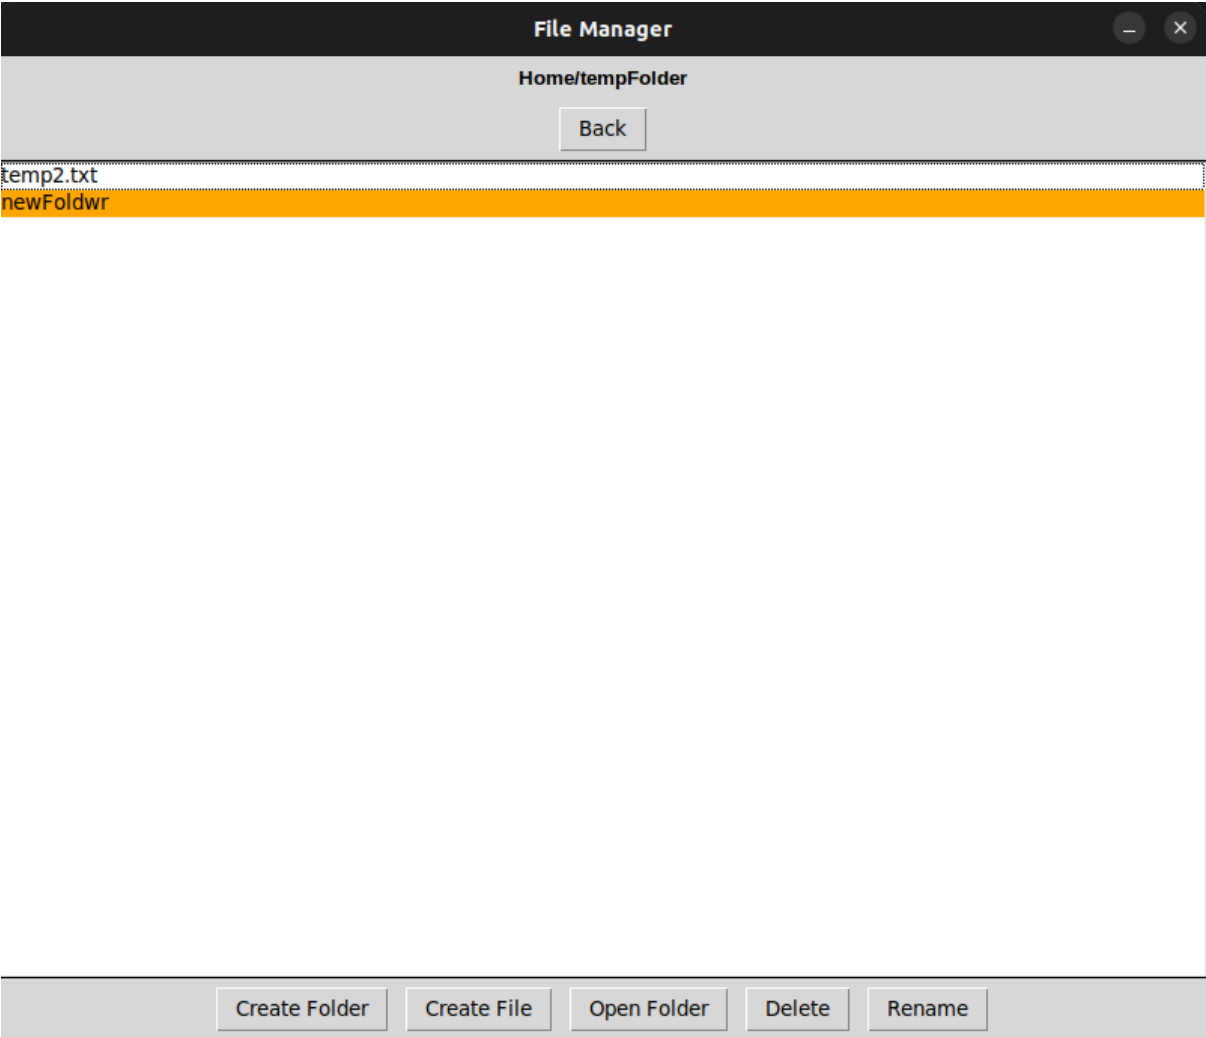 File Manager
Home/tempFolder
Back
temp2.txt
newFoldwr
Create Folder Create File Open Folder Delete Rename